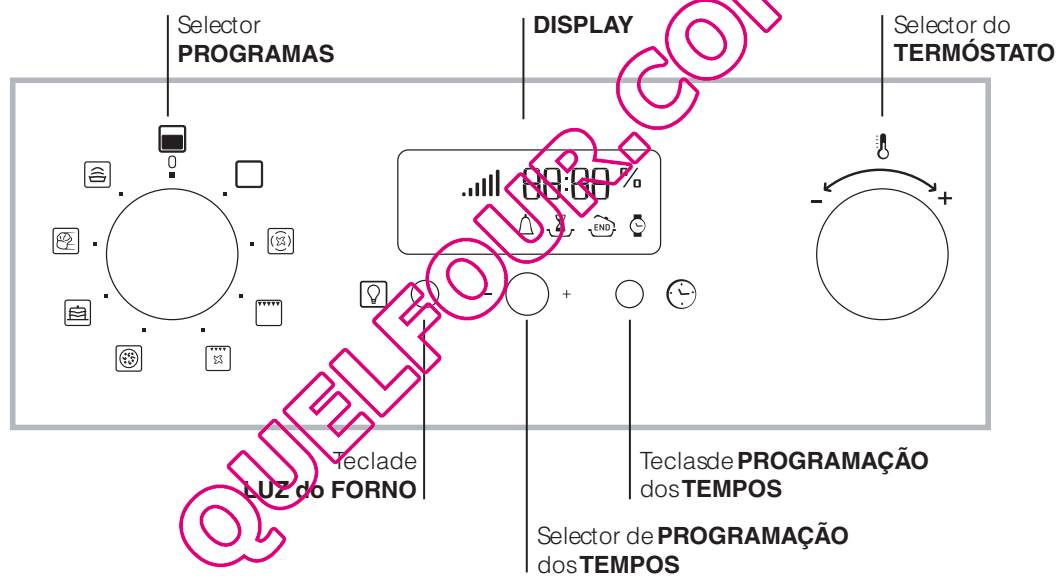 Selector
PROGRAMAS
DISPLAY
Selector do
TERMÓSTATO
0
88:88 %
END
- +
- +
Teclade
LUZ do FORNO
Teclasde PROGRAMAÇÃO
dos TEMPOS
Selector de PROGRAMAÇÃO
dos TEMPOS
QUELFOUR.COM